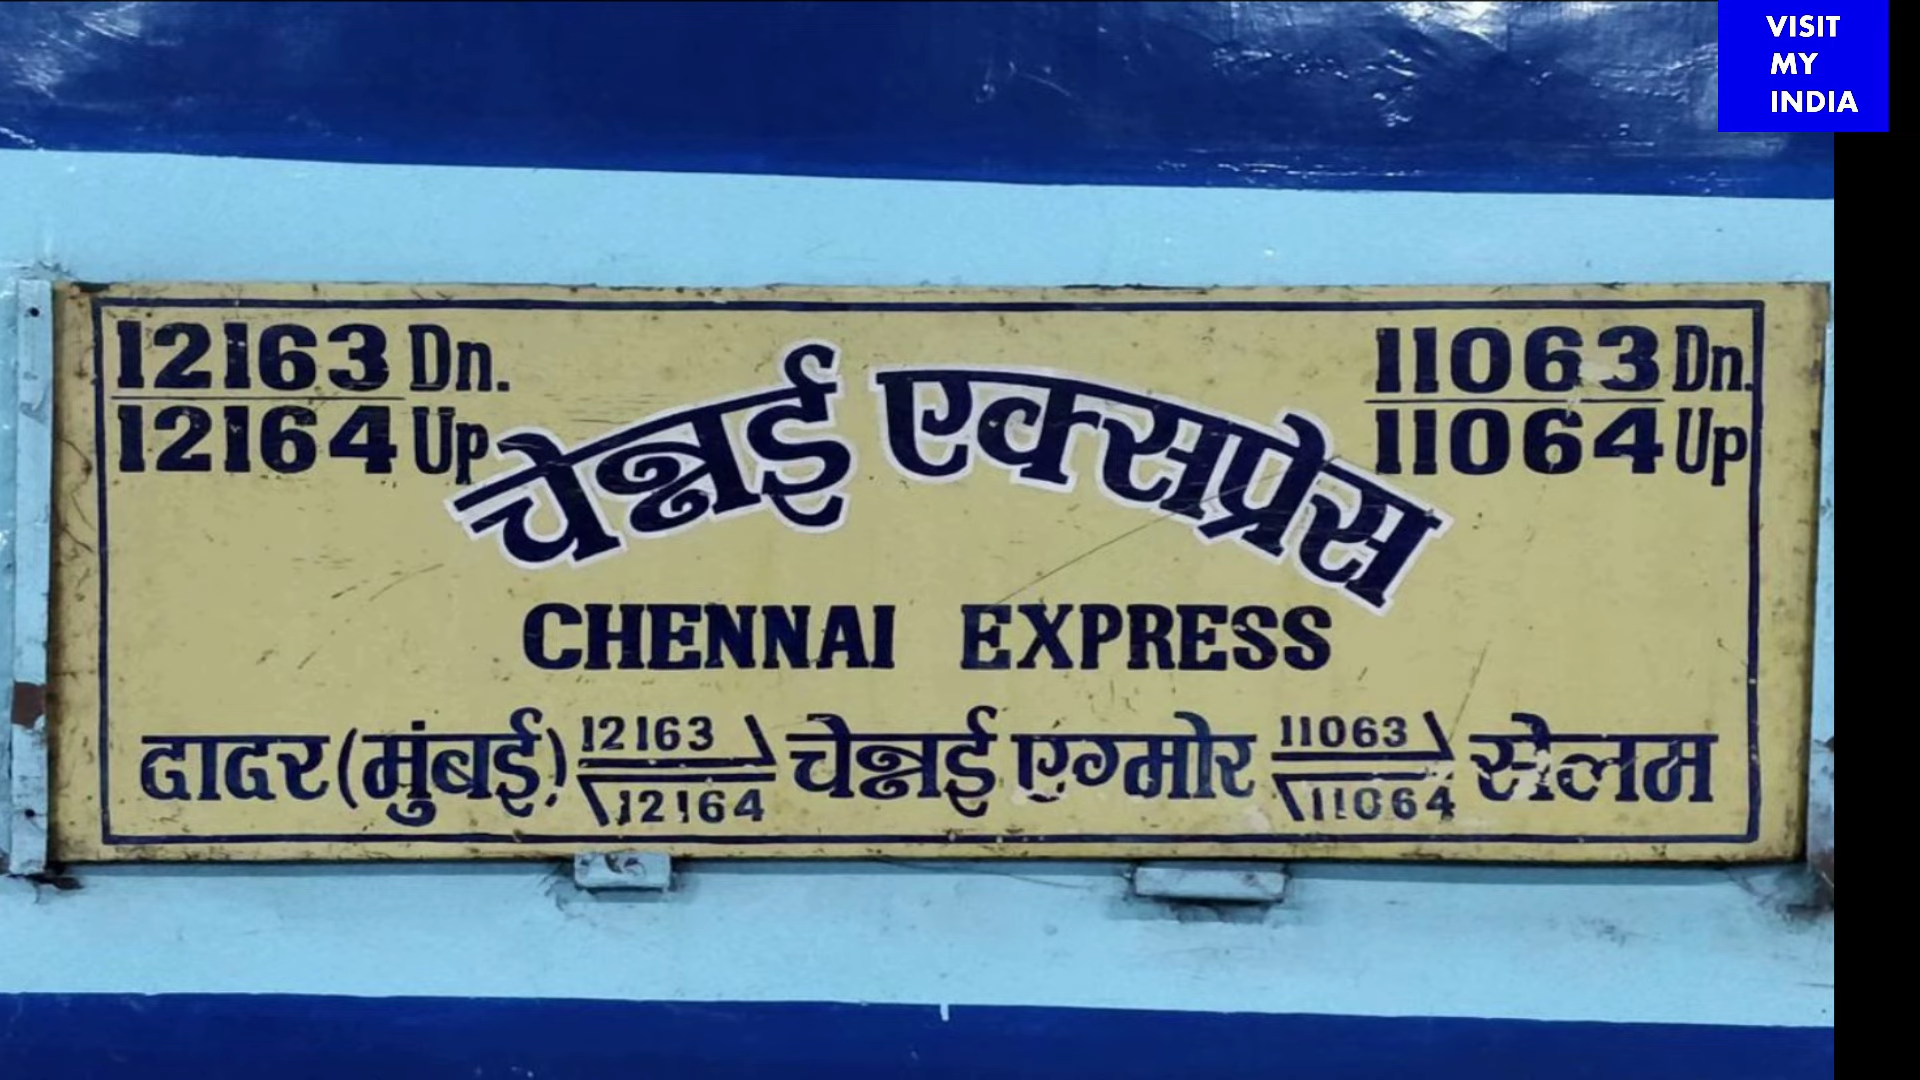 VISIT
MY
INDIA
12163 Dn.
12164 Up
11063 Dn.
11064 Up
चेन्नई एक्सप्रेस
CHENNAI EXPRESS
दादर (मुंबई) 12163 12164 चेन्नई एग्मोर 11063 11064 सेलम